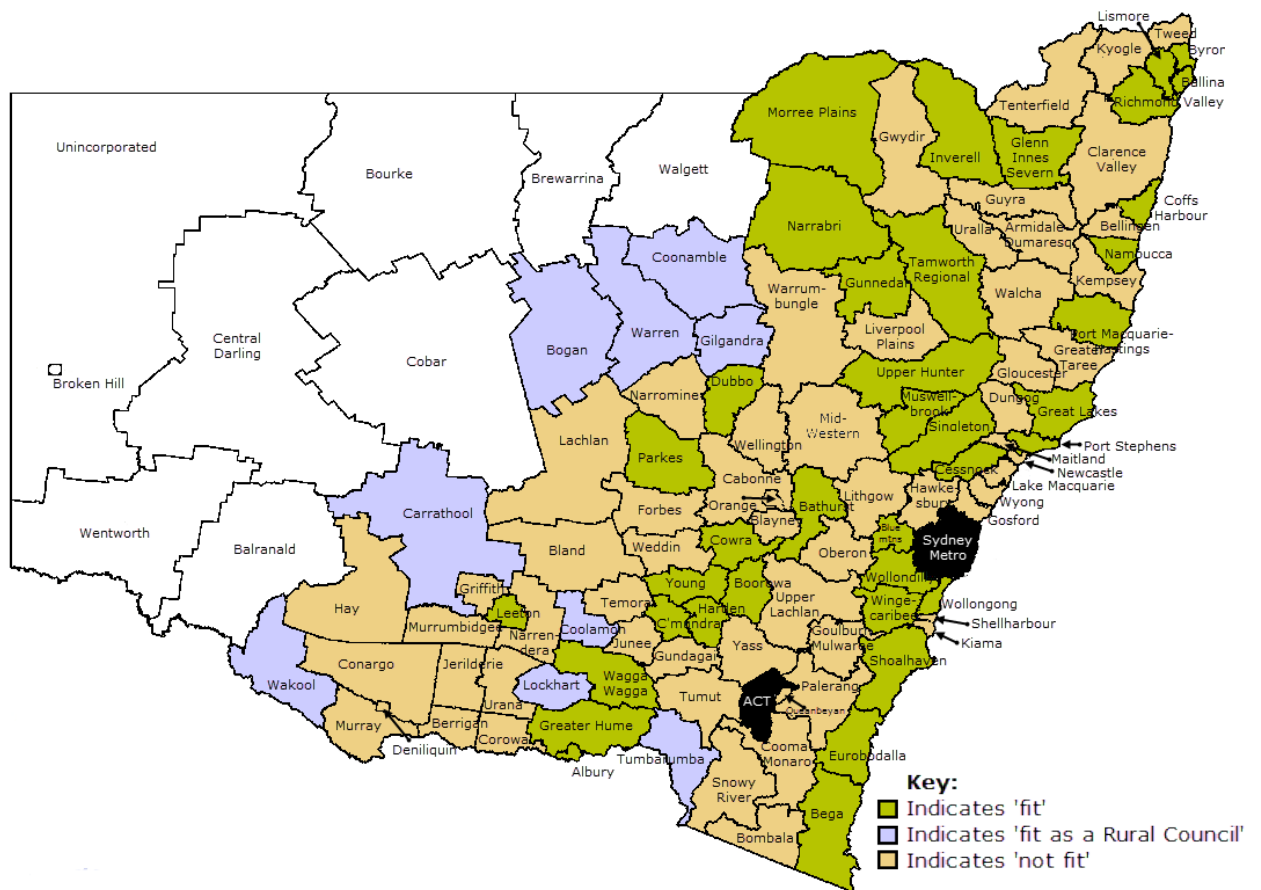 Lismore
Tweed
Kyogle
Byror
Ballina
Tenterfield
Richmond Valley
Morree Plains
Gwydir
Inverell
Glenn
Innes
Severn
Clarence
Valley
Unincorporated
Bourke
Brewarrina
Walgett
Guyra
Coffs
Harbour
Narrabri
Uralla
Armidale
Dumaresq
Bellingen
Nambucca
Coonamble
Tamworth
Regional
Gunnedar
Walcha
Kempsey
Warrum-
bungle
Central
Darling
Cobar
Bogan
Warren
Gilgandra
Liverpool
Plains
Port Macquarie-
Hastings
Greater
Taree
Broken Hill
Dubbo
Upper Hunter
Gloucester
Narromine
Muswell-
brook
Dungog
Great Lakes
Lachlan
Wellington
Mid-
Western
Singleton
Port Stephens
Maitland
Newcastle
Parkes
Cessnock
Lake Macquarie
Cabonne
Orange
Lithgow
Hawke-
sbury
Wyong
Gosford
Carrathool
Forbes
Blayney
Bathurst
Wentworth
Balranald
Bland
Weddin
Cowra
Oberon
Blue
mtns
Sydney
Metro
Griffith
Temora
Young
Boorowa
Upper
Lachlan
Wollondilly
Hay
Leeton
Murrumbidgee
Narren-
dera
Coolamon
C'mundra
Harden
Winge-
caribee
Wollongong
Shellharbour
Kiama
Junee
Gundagai
Yass
Goulburn
Mulwaree
Shoalhaven
Conargo
Jerilderie
Wakool
Urana
Lockhart
Wagga
Wagga
Tumut
ACT
Palerang
Queanbeyan
Murray
Berrigan
Corowa
Greater Hume
Deniliquin
Albury
Tumbarumba
Cooma
Monaro
Eurobodalla
Snowy
River
Bega
Bombala
Key:
Indicates 'fit'
Indicates 'fit as a Rural Council'
Indicates 'not fit'